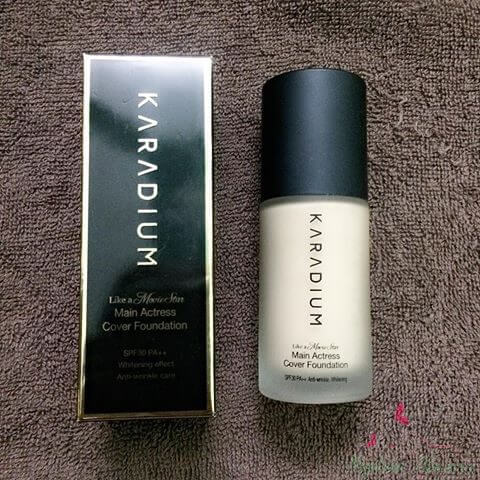 KARADIUM
Like a Movie Star
Main Actress
Cover Foundation
SPF30 PA++
Whitening effect
Anti-wrinkle care
KARADIUM
Like a Movie Star
Main Actress
Cover Foundation
SPF30 PA++ Anti-wrinkle, Whitening